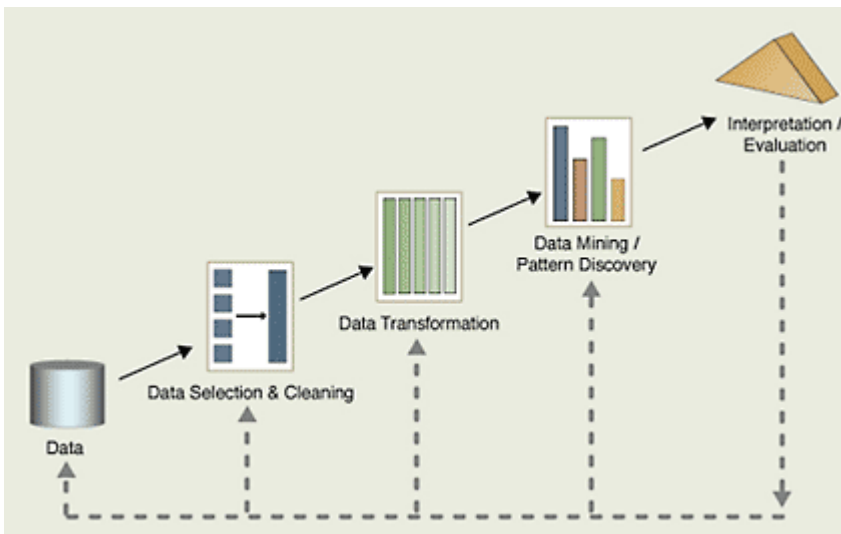 Interpretation /
Evaluation
Data Mining /
Pattern Discovery
Data Transformation
Data Selection & Cleaning
Data